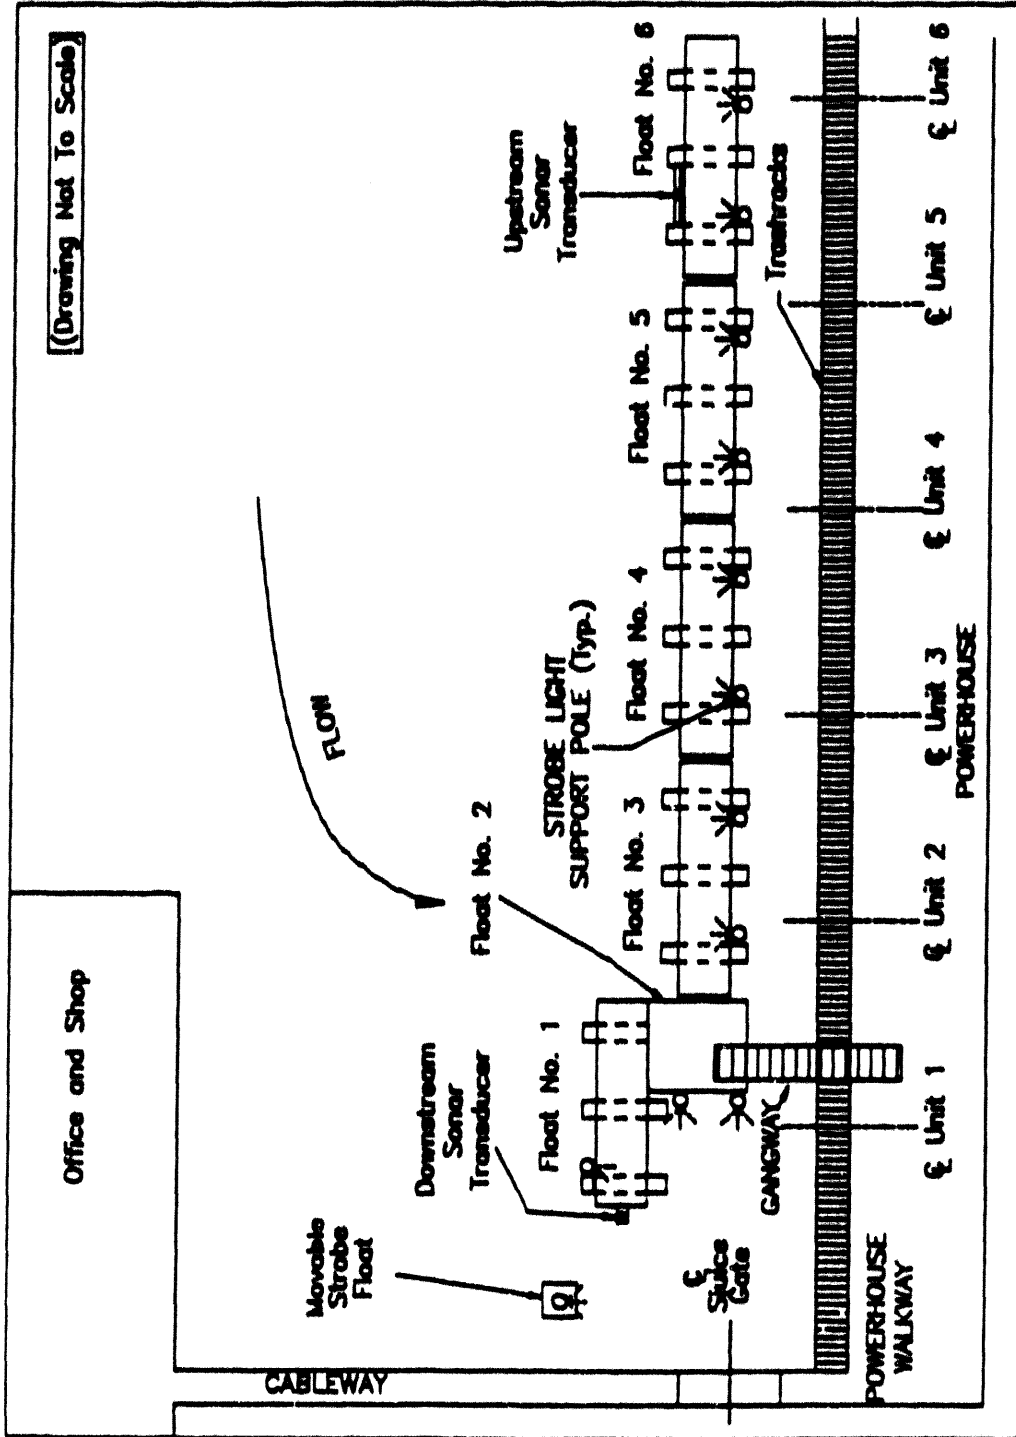 (Drawing Not To Scale)
Office and Shop
FLOW
Movable
Strobe
Float
Downstream
Sonar
Transducer
Float No. 1
Float No. 2
Float No. 3
STROBE LIGHT
SUPPORT POLE (Typ.)
Float No. 4
Float No. 5
Upstream
Sonar
Transducer
Float No. 6
CABLEWAY
℄
Sluice
Gate
GANGWAY
Trashracks
POWERHOUSE
WALKWAY
℄ Unit 1
℄ Unit 2
℄ Unit 3
℄ Unit 4
℄ Unit 5
℄ Unit 6
POWERHOUSE